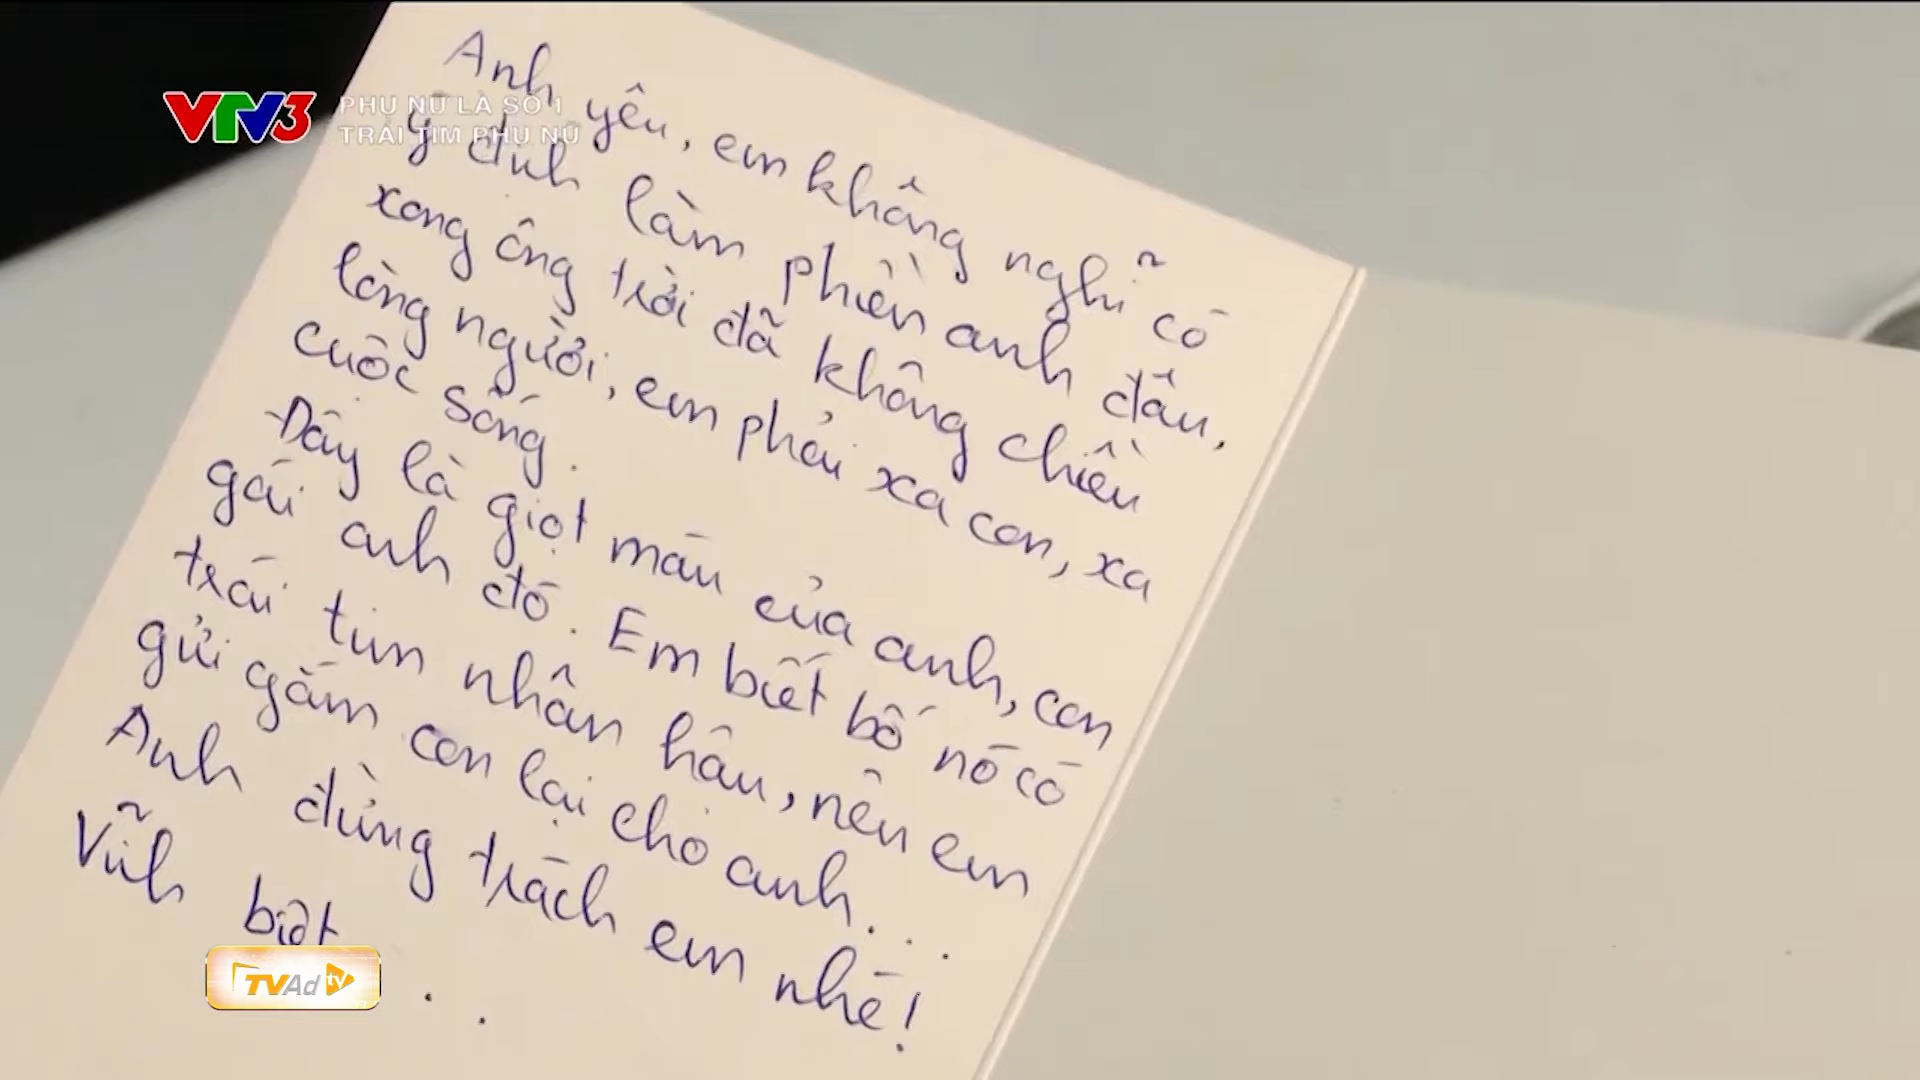 VTV3
PHỤ NỮ LÀ SỐ 1
TRÁI TIM PHỤ NỮ
Anh yêu, em không nghĩ có
ý định làm phiền anh đâu,
xong ông trời đã không chiều
lòng người, em phải xa con, xa
cuộc sống.
Đây là giọt máu của anh, con
gái anh đó. Em biết bố nó có
trái tim nhân hậu, nên em
gửi gắm con lại cho anh...
Anh đừng trách em nhé!
Vĩnh biệt...
TVAd tv